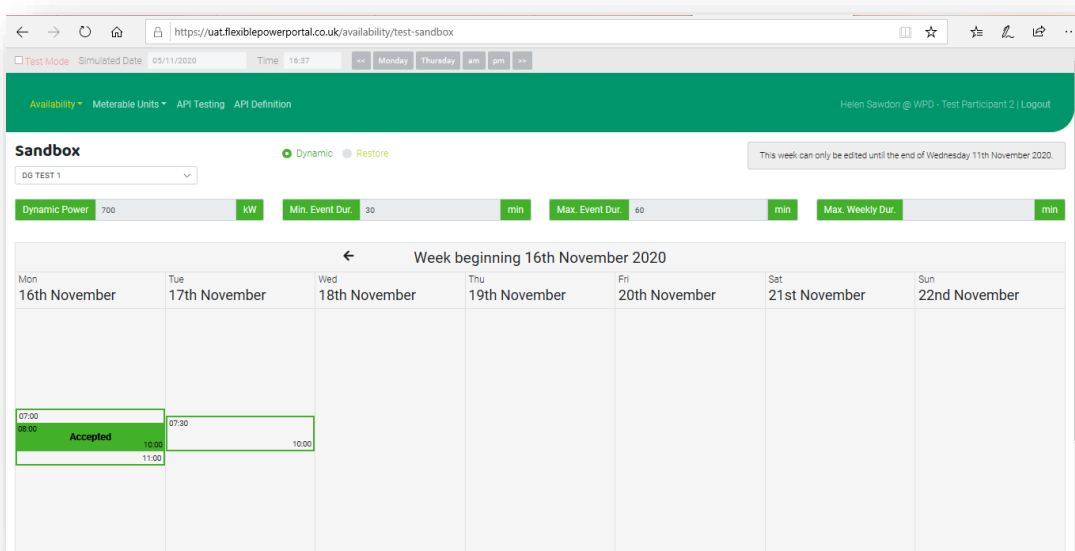 https://uat.flexiblepowerportal.co.uk/availability/test-sandbox
Test Mode Simulated Date 05/11/2020 Time 16:37 << Monday Thursday am pm >>
Availability Meterable Units API Testing API Definition Helen Sawdon @ WPD - Test Participant 2 | Logout
Sandbox Dynamic Restore This week can only be edited until the end of Wednesday 11th November 2020.
DG TEST 1
Dynamic Power 700 kW Min. Event Dur. 30 min Max. Event Dur. 60 min Max. Weekly Dur. min
Week beginning 16th November 2020
Mon Tue Wed Thu Fri Sat Sun
16th November 17th November 18th November 19th November 20th November 21st November 22nd November
07:00
08:00 Accepted 10:00
11:00
07:30
10:00